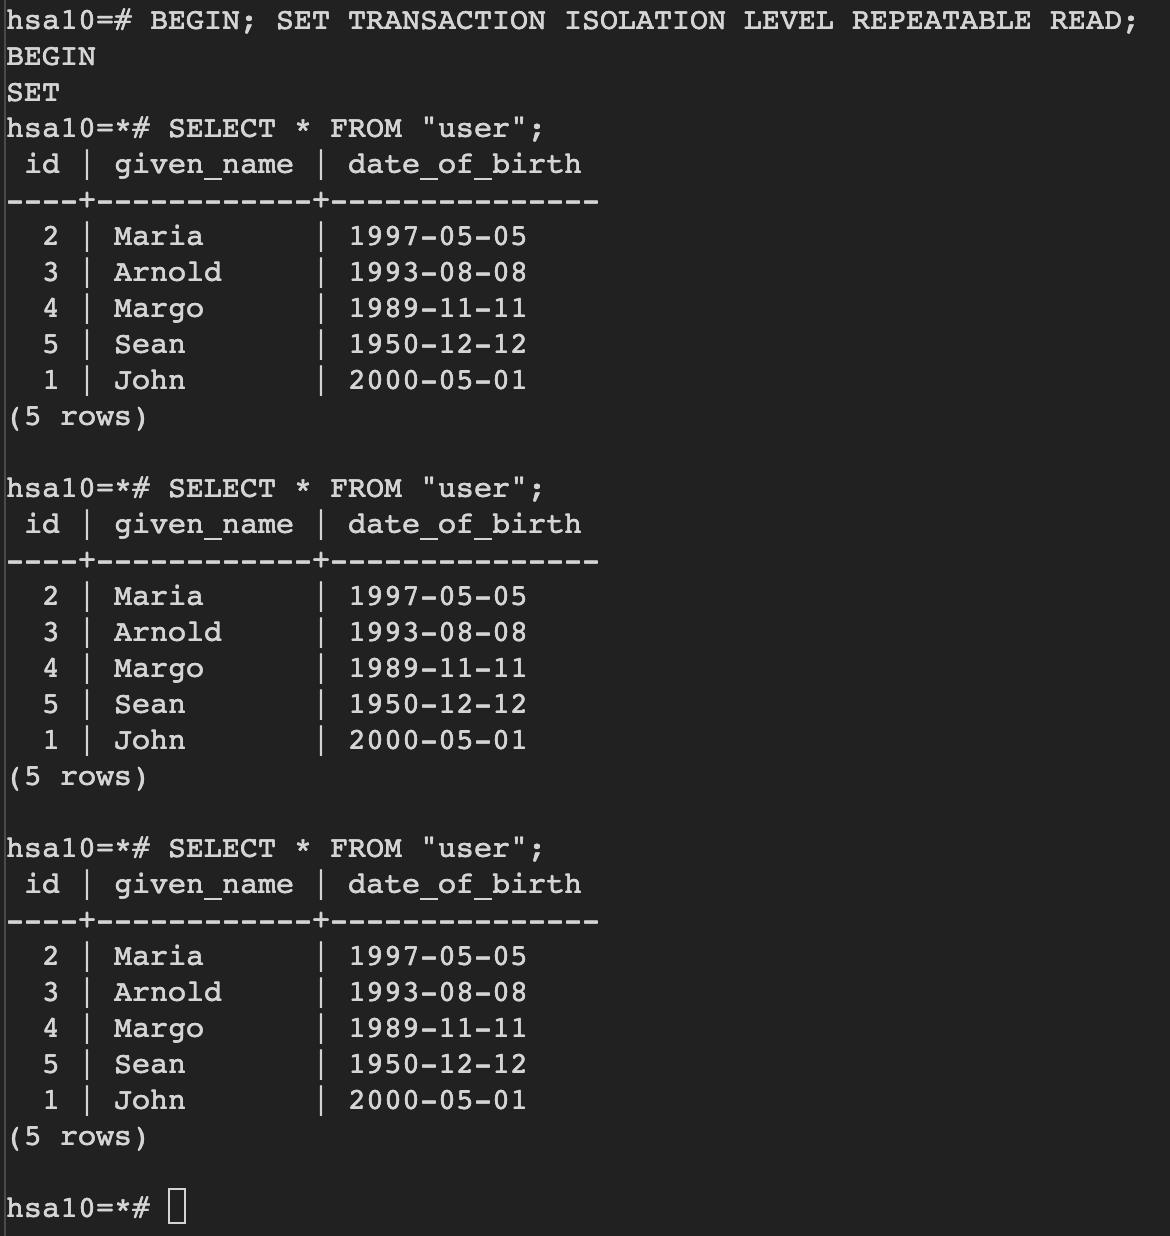 hsa10=# BEGIN; SET TRANSACTION ISOLATION LEVEL REPEATABLE READ;
BEGIN
SET
hsa10=*# SELECT * FROM "user";
 id | given_name | date_of_birth
----+------------+---------------
  2 | Maria      | 1997-05-05
  3 | Arnold     | 1993-08-08
  4 | Margo      | 1989-11-11
  5 | Sean       | 1950-12-12
  1 | John       | 2000-05-01
(5 rows)

hsa10=*# SELECT * FROM "user";
 id | given_name | date_of_birth
----+------------+---------------
  2 | Maria      | 1997-05-05
  3 | Arnold     | 1993-08-08
  4 | Margo      | 1989-11-11
  5 | Sean       | 1950-12-12
  1 | John       | 2000-05-01
(5 rows)

hsa10=*# SELECT * FROM "user";
 id | given_name | date_of_birth
----+------------+---------------
  2 | Maria      | 1997-05-05
  3 | Arnold     | 1993-08-08
  4 | Margo      | 1989-11-11
  5 | Sean       | 1950-12-12
  1 | John       | 2000-05-01
(5 rows)

hsa10=*#